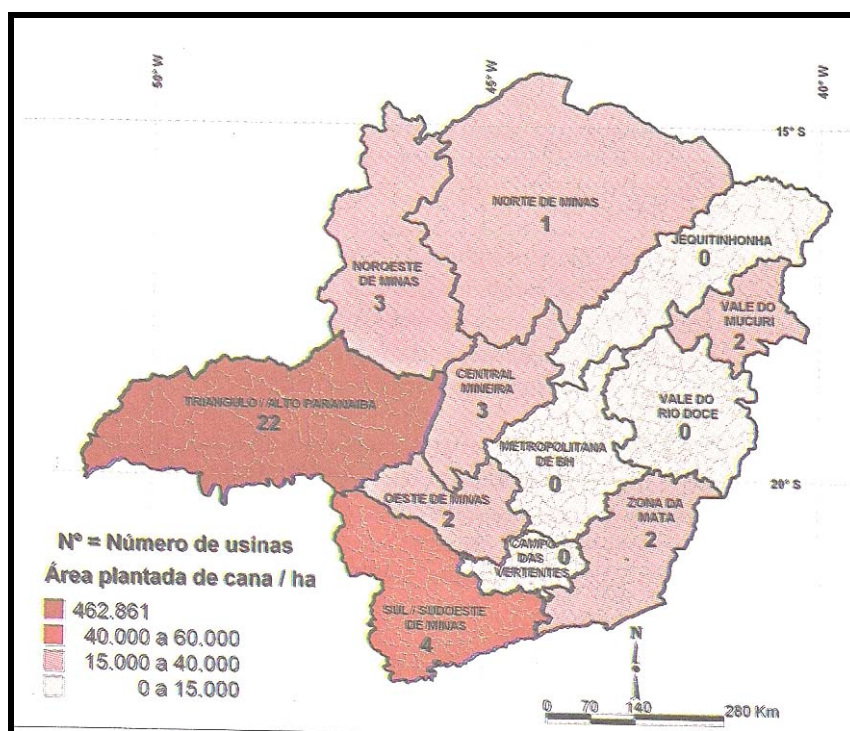 50° W
45° W
40° W
15° S
NORTE DE MINAS
1
JEQUITINHONHA
0
NOROESTE
DE MINAS
3
VALE DO
MUCURI
2
CENTRAL
MINEIRA
3
TRIANGULO / ALTO PARANAIBA
22
VALE DO
RIO DOCE
0
METROPOLITANA
DE BH
0
20° S
OESTE DE MINAS
2
ZONA DA
MATA
2
CAMPO
DAS
VERTENTES
0
Nº = Número de usinas
Área plantada de cana / ha
462.861
40.000 a 60.000
15.000 a 40.000
0 a 15.000
SUL / SUDOESTE
DE MINAS
4
N
0 70 140 280 Km